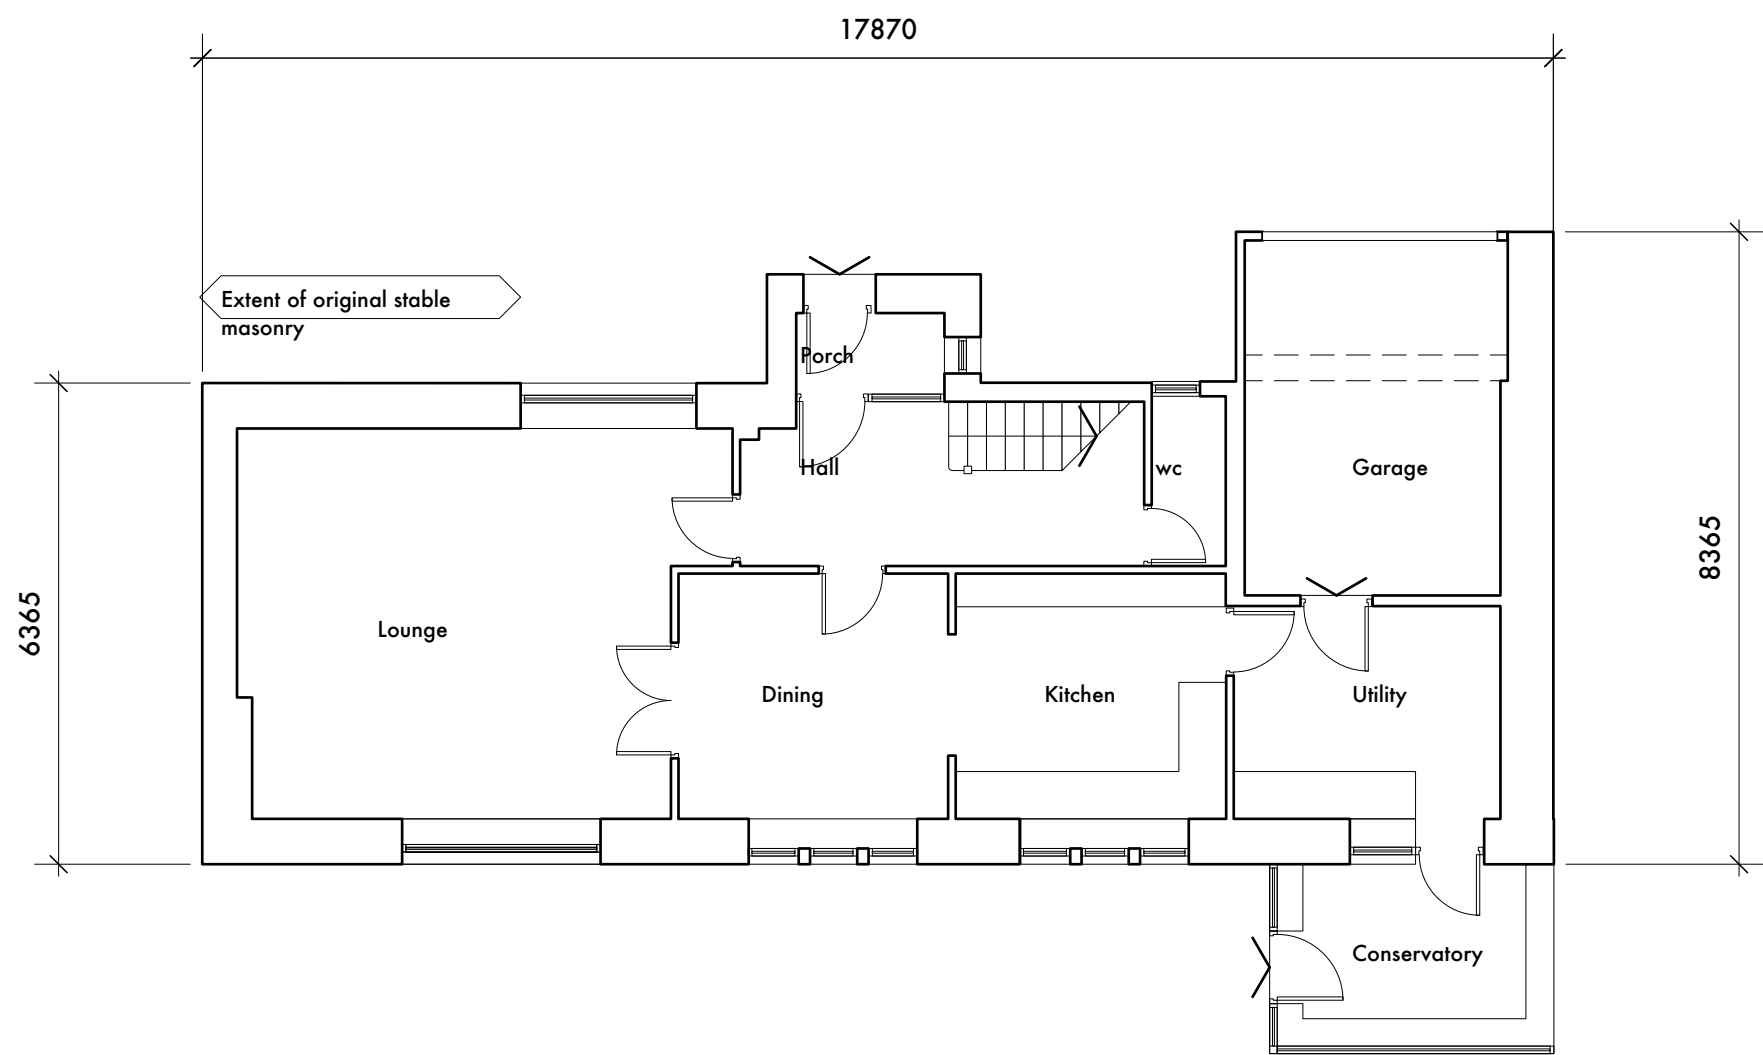 17870
Extent of original stable
masonry
Porch
Hall
wc
Garage
6365
8365
Lounge
Dining
Kitchen
Utility
Conservatory